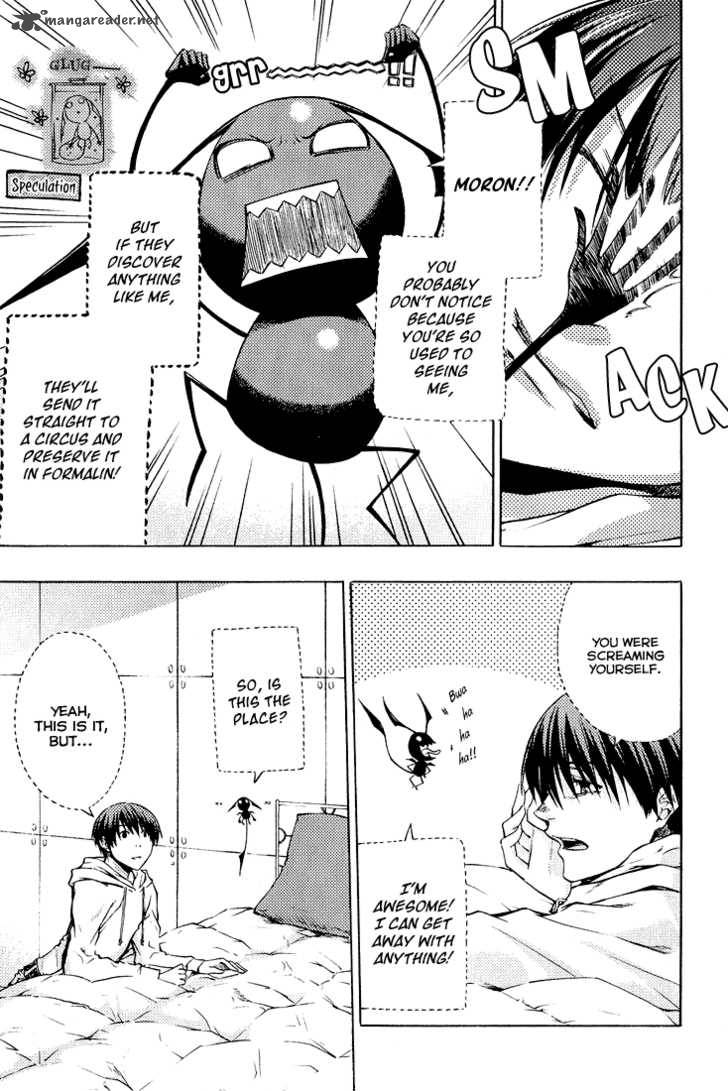 mangareader.net
SM
ACK
MORON!!
YOU
PROBABLY
DON'T NOTICE
BECAUSE
YOU'RE SO
USED TO
SEEING
ME,
grr
!!
GLUG
Speculation
BUT
IF THEY
DISCOVER
ANYTHING
LIKE ME,
THEY'LL
SEND IT
STRAIGHT TO
A CIRCUS AND
PRESERVE IT
IN FORMALIN!
YOU WERE
SCREAMING
YOURSELF.
Bwa
ha
ha
ha!!
I'M
AWESOME!
I CAN GET
AWAY WITH
ANYTHING!
SO, IS
THIS THE
PLACE?
YEAH,
THIS IS IT,
BUT...